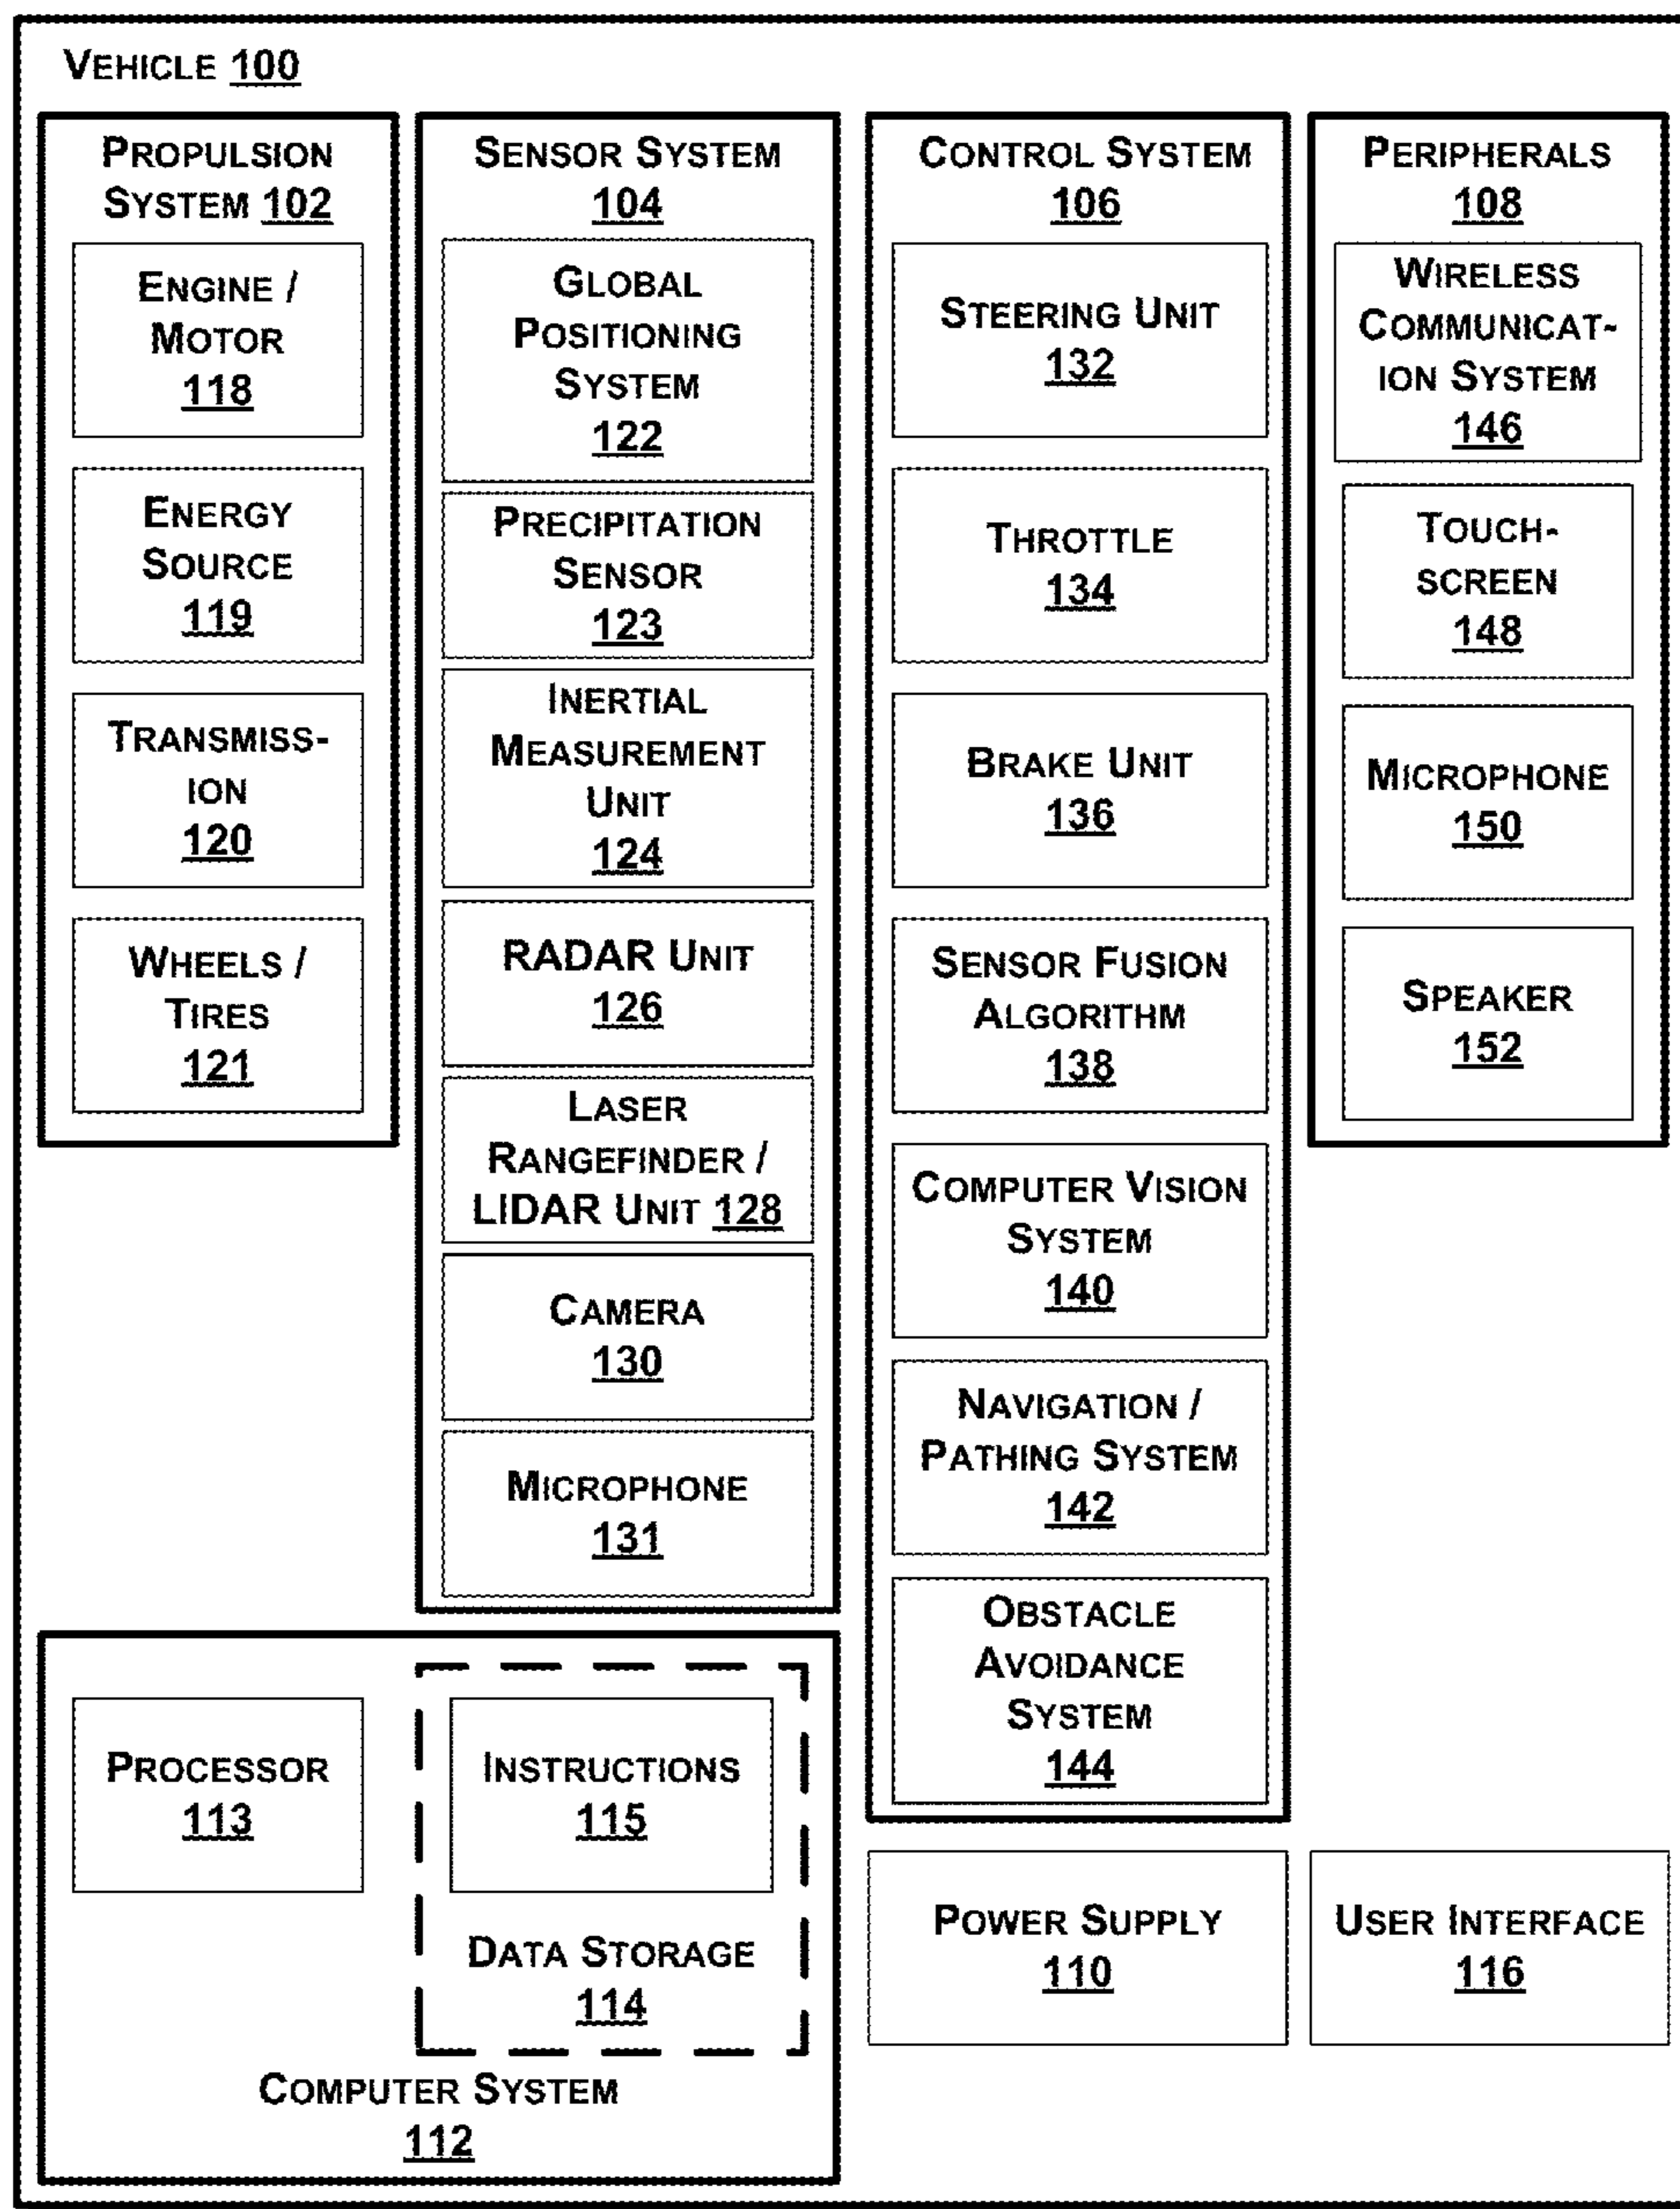 VEHICLE 100
PROPULSION
SYSTEM 102
ENGINE /
MOTOR
118
ENERGY
SOURCE
119
TRANSMISS-
ION
120
WHEELS /
TIRES
121
SENSOR SYSTEM
104
GLOBAL
POSITIONING
SYSTEM
122
PRECIPITATION
SENSOR
123
INERTIAL
MEASUREMENT
UNIT
124
RADAR UNIT
126
LASER
RANGEFINDER /
LIDAR UNIT 128
CAMERA
130
MICROPHONE
131
CONTROL SYSTEM
106
STEERING UNIT
132
THROTTLE
134
BRAKE UNIT
136
SENSOR FUSION
ALGORITHM
138
COMPUTER VISION
SYSTEM
140
NAVIGATION /
PATHING SYSTEM
142
OBSTACLE
AVOIDANCE
SYSTEM
144
PERIPHERALS
108
WIRELESS
COMMUNICAT-
ION SYSTEM
146
TOUCH-
SCREEN
148
MICROPHONE
150
SPEAKER
152
PROCESSOR
113
INSTRUCTIONS
115
DATA STORAGE
114
COMPUTER SYSTEM
112
POWER SUPPLY
110
USER INTERFACE
116